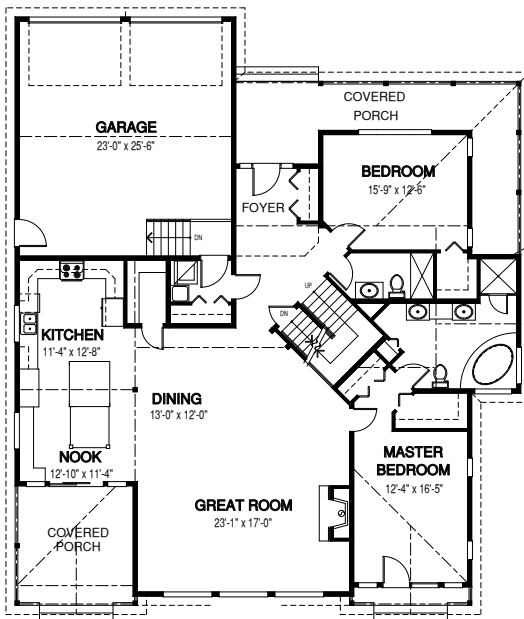 COVERED
PORCH
GARAGE
23'-0" x 25'-6"
BEDROOM
15'-9" x 12'-6"
FOYER
DN
UP
DN
KITCHEN
11'-4" x 12'-8"
DINING
13'-0" x 12'-0"
NOOK
12'-10" x 11'-4"
MASTER
BEDROOM
12'-4" x 16'-5"
GREAT ROOM
23'-1" x 17'-0"
COVERED
PORCH